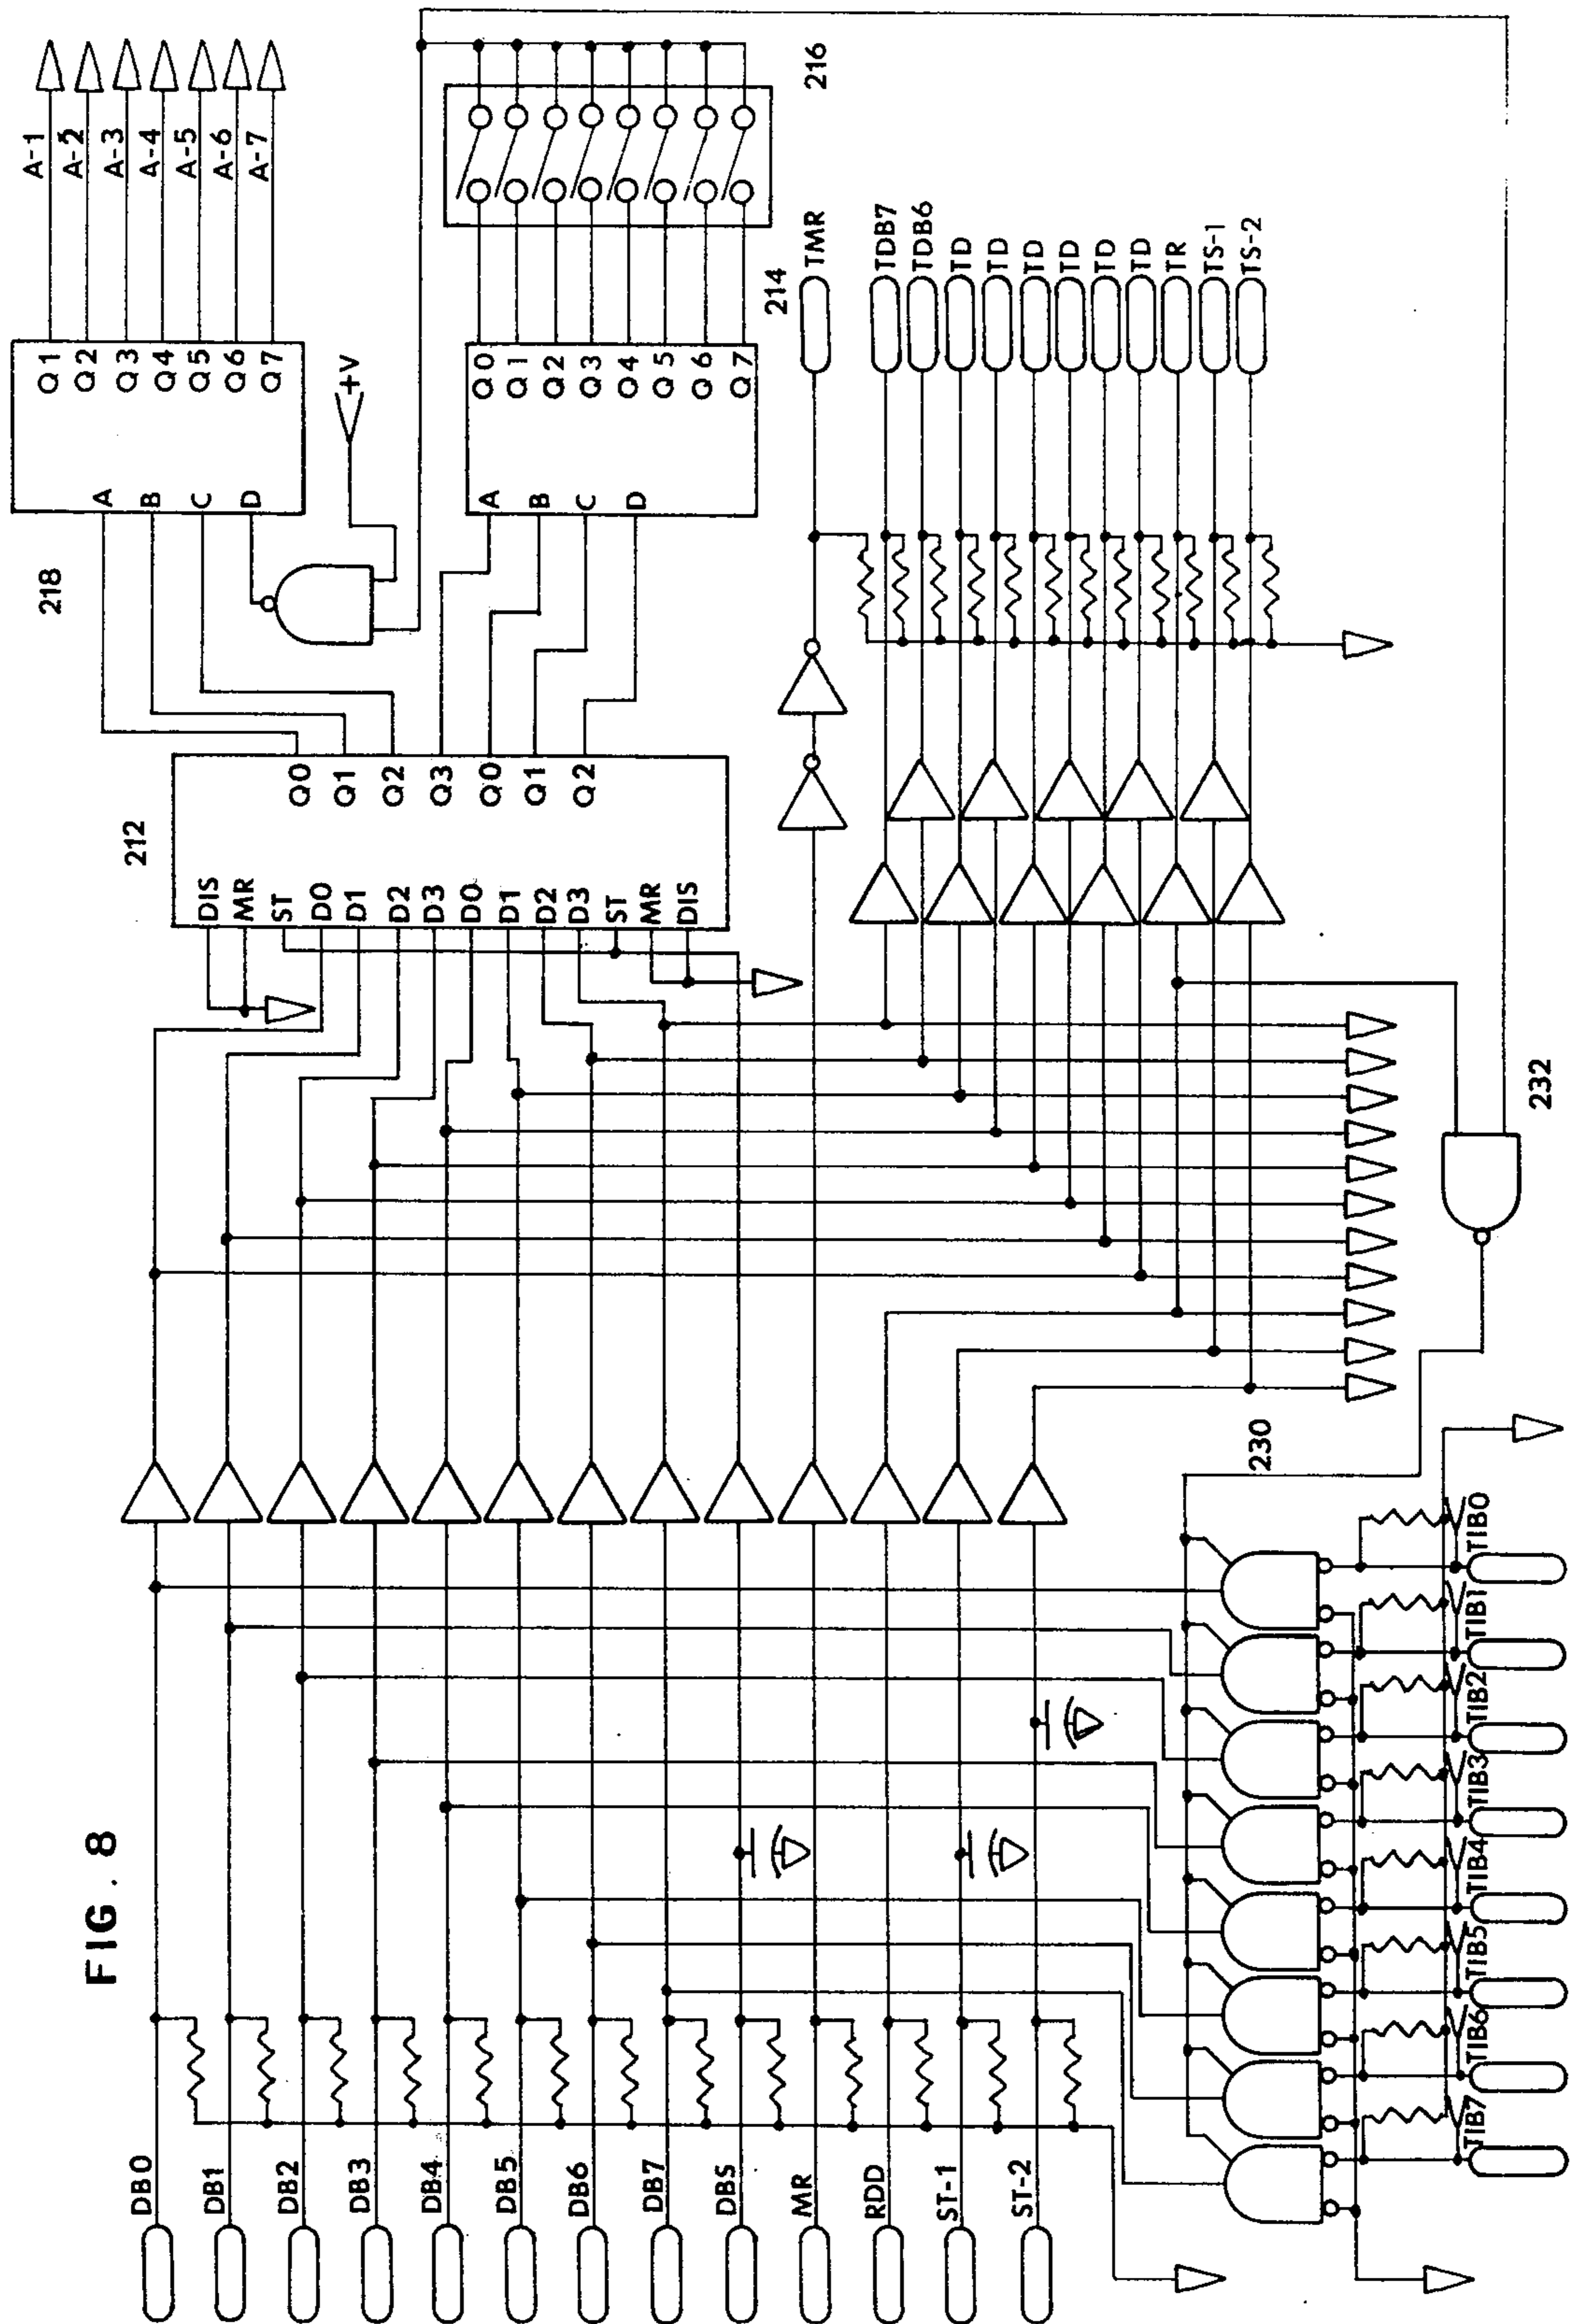 FIG. 8
A-1
A-2
A-3
A-4
A-5
A-6
A-7
Q1
Q2
Q3
Q4
Q5
Q6
Q7
A
B
C
D
218
+V
216
Q0
Q1
Q2
Q3
Q4
Q5
Q6
Q7
A
B
C
D
214
212
Q0
Q1
Q2
Q3
Q0
Q1
Q2
DIS
MR
ST
D0
D1
D2
D3
D0
D1
D2
D3
ST
MR
DIS
TMR
TDB7
TDB6
TD
TD
TD
TD
TD
TD
TR
TS-1
TS-2
232
230
DB0
DB1
DB2
DB3
DB4
DB5
DB6
DB7
DBS
MR
RDD
ST-1
ST-2
TIB7
TIB6
TIB5
TIB4
TIB3
TIB2
TIB1
TIB0